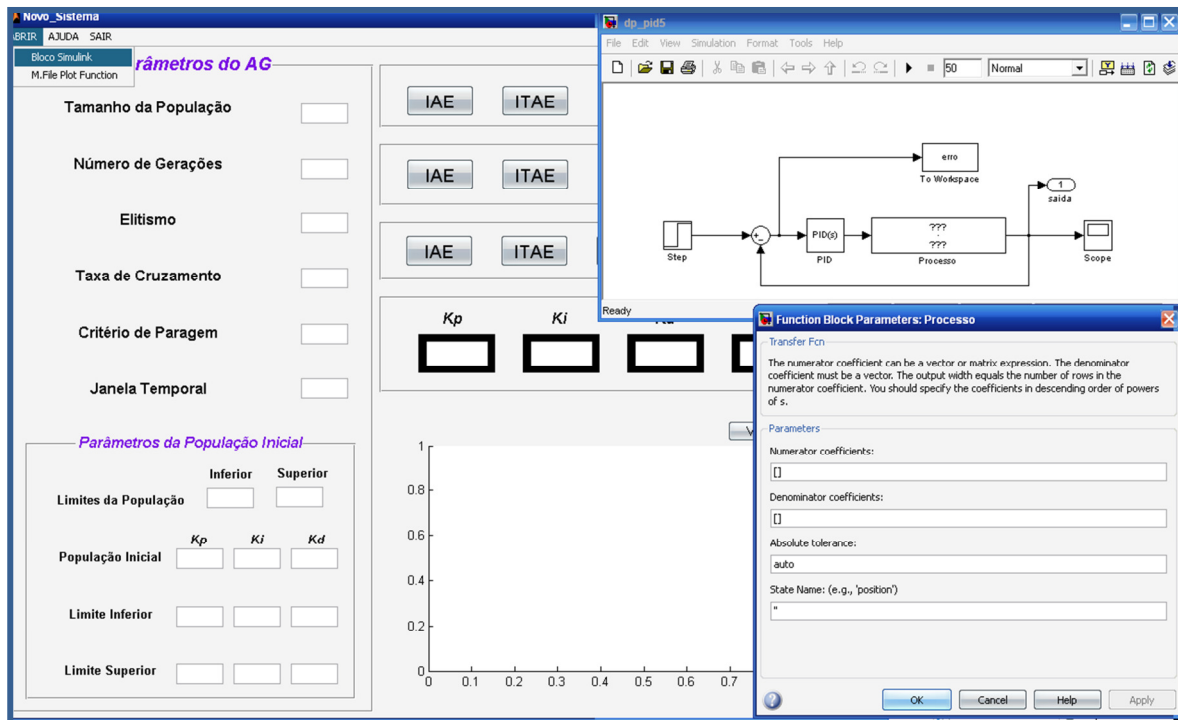 Novo_Sistema
ABRIR AJUDA SAIR
Bloco Simulink
M.File Plot Function
râmetros do AG
Tamanho da População
Número de Gerações
Elitismo
Taxa de Cruzamento
Critério de Paragem
Janela Temporal
Parâmetros da População Inicial
Inferior Superior
Limites da População
Kp Ki Kd
População Inicial
Limite Inferior
Limite Superior
IAE ITAE
IAE ITAE
IAE ITAE
Kp Ki
1
0.8
0.6
0.4
0.2
0
0 0.1 0.2 0.3 0.4 0.5 0.6 0.7
dp_pid5
File Edit View Simulation Format Tools Help
50 Normal
erro
To Workspace
1
saida
Step
+
-
PID(s)
PID
???
???
Processo
Scope
Ready
Function Block Parameters: Processo
Transfer Fcn
The numerator coefficient can be a vector or matrix expression. The denominator
coefficient must be a vector. The output width equals the number of rows in the
numerator coefficient. You should specify the coefficients in descending order of powers
of s.
Parameters
Numerator coefficients:
[]
Denominator coefficients:
[]
Absolute tolerance:
auto
State Name: (e.g., 'position')
''
OK Cancel Help Apply